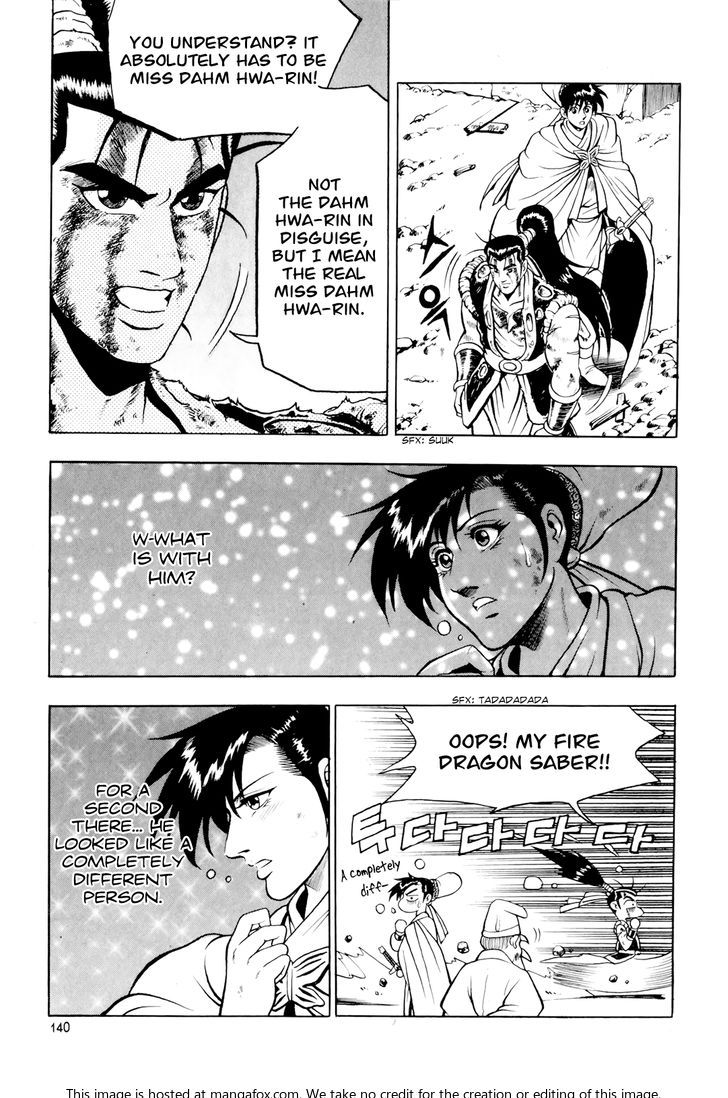 YOU UNDERSTAND? IT
ABSOLUTELY HAS TO BE
MISS DAHM HWA-RIN!
NOT
THE DAHM
HWA-RIN IN
DISGUISE,
BUT I MEAN
THE REAL
MISS DAHM
HWA-RIN.
SFX: SUUK
W-WHAT
IS WITH
HIM?
FOR A
SECOND
THERE... HE
LOOKED LIKE A
COMPLETELY
DIFFERENT
PERSON.
SFX: TADADADADA
OOPS! MY FIRE
DRAGON SABER!!
투다다다다
A completely
diff-
140
This image is hosted at mangafox.com. We take no credit for the creation or editing of this image.